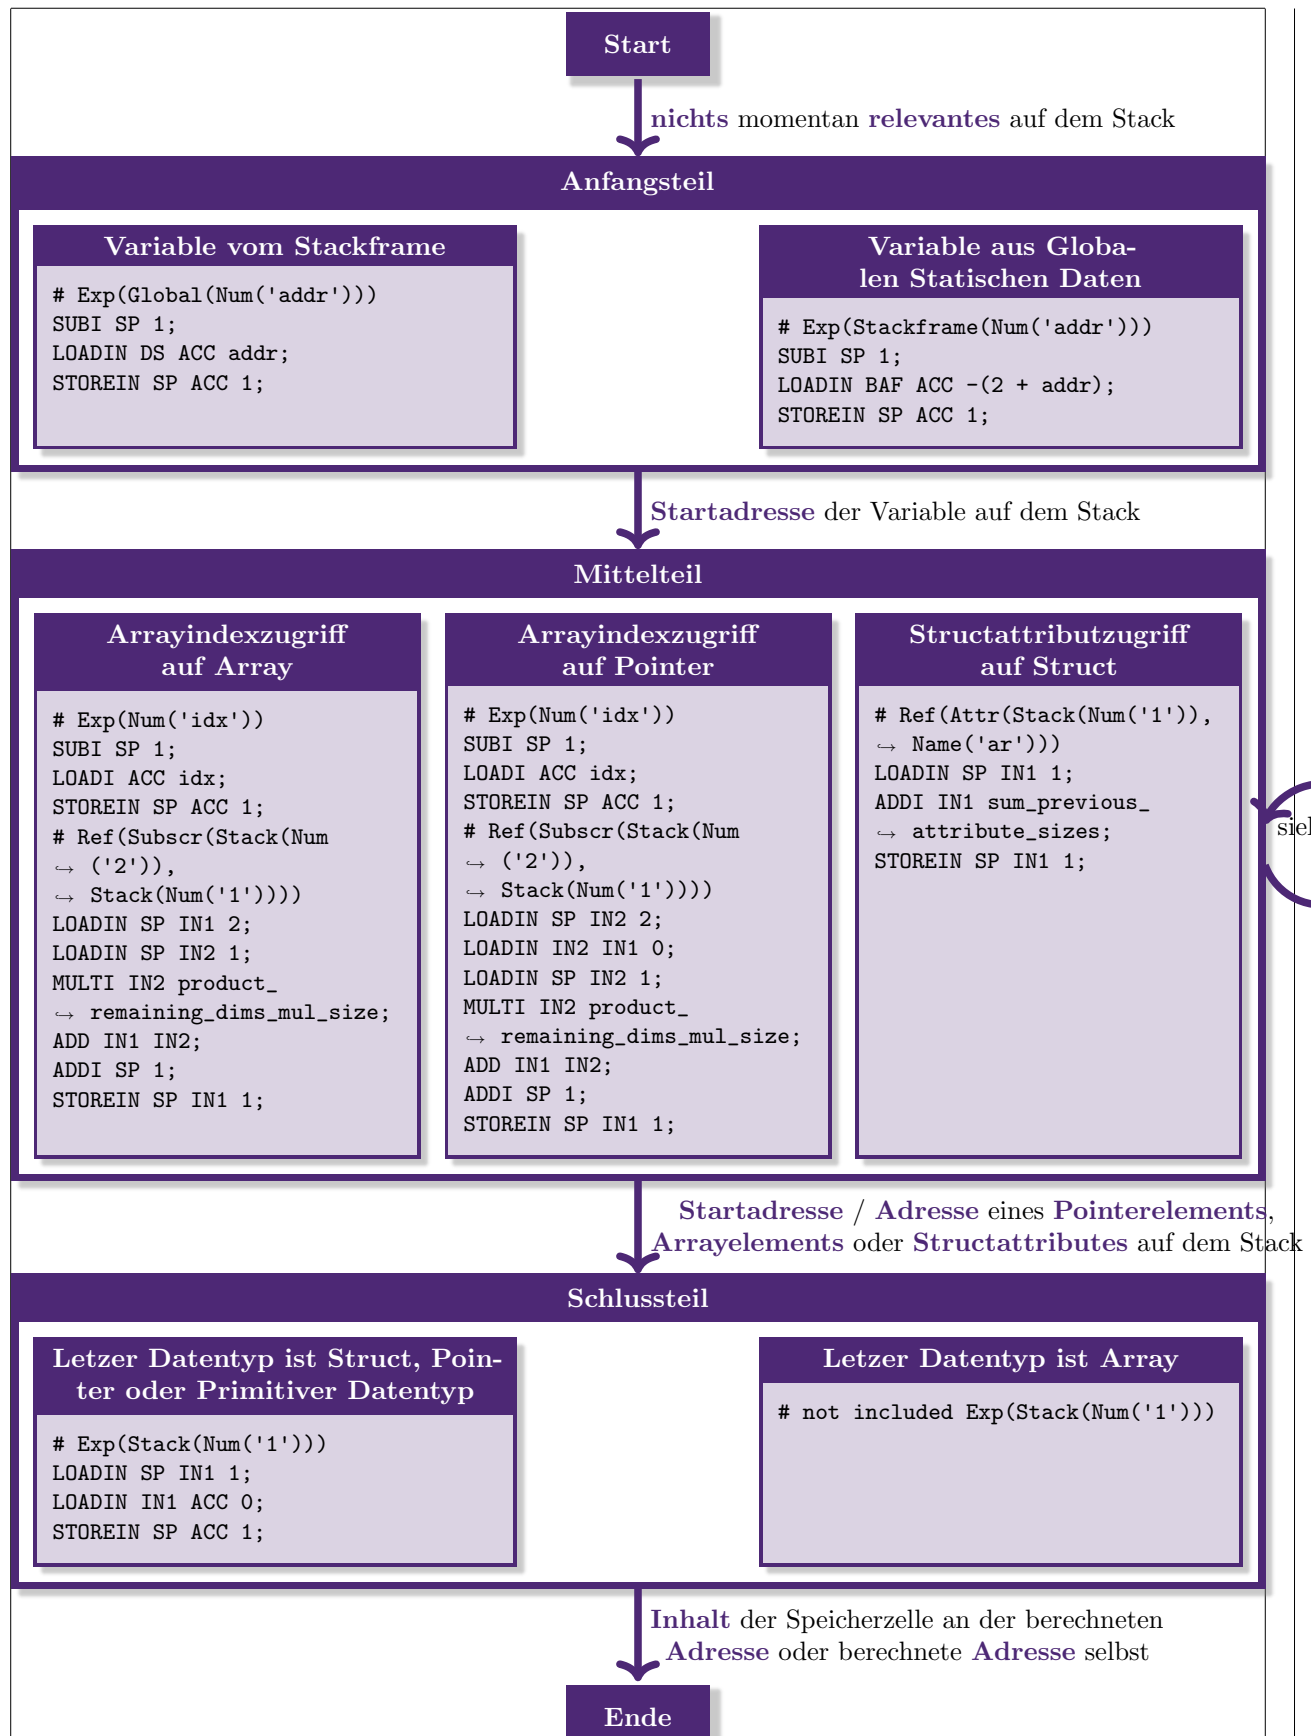 Start
nichts momentan relevantes auf dem Stack
Anfangsteil
Variable vom Stackframe
# Exp(Global(Num('addr')))
SUBI SP 1;
LOADIN DS ACC addr;
STOREIN SP ACC 1;
Variable aus Globa-
len Statischen Daten
# Exp(Stackframe(Num('addr')))
SUBI SP 1;
LOADIN BAF ACC -(2 + addr);
STOREIN SP ACC 1;
Startadresse der Variable auf dem Stack
Mittelteil
Arrayindexzugriff
auf Array
# Exp(Num('idx'))
SUBI SP 1;
LOADI ACC idx;
STOREIN SP ACC 1;
# Ref(Subscr(Stack(Num
↪ ('2')),
↪ Stack(Num('1'))))
LOADIN SP IN1 2;
LOADIN SP IN2 1;
MULTI IN2 product_
↪ remaining_dims_mul_size;
ADD IN1 IN2;
ADDI SP 1;
STOREIN SP IN1 1;
Arrayindexzugriff
auf Pointer
# Exp(Num('idx'))
SUBI SP 1;
LOADI ACC idx;
STOREIN SP ACC 1;
# Ref(Subscr(Stack(Num
↪ ('2')),
↪ Stack(Num('1'))))
LOADIN SP IN2 2;
LOADIN IN2 IN1 0;
LOADIN SP IN2 1;
MULTI IN2 product_
↪ remaining_dims_mul_size;
ADD IN1 IN2;
ADDI SP 1;
STOREIN SP IN1 1;
Structattributzugriff
auf Struct
# Ref(Attr(Stack(Num('1')),
↪ Name('ar')))
LOADIN SP IN1 1;
ADDI IN1 sum_previous_
↪ attribute_sizes;
STOREIN SP IN1 1;
Startadresse / Adresse eines Pointerelements,
Arrayelements oder Structattributes auf dem Stack
Schlussteil
Letzer Datentyp ist Struct, Poin-
ter oder Primitiver Datentyp
# Exp(Stack(Num('1')))
LOADIN SP IN1 1;
LOADIN IN1 ACC 0;
STOREIN SP ACC 1;
Letzer Datentyp ist Array
# not included Exp(Stack(Num('1')))
Inhalt der Speicherzelle an der berechneten
Adresse oder berechnete Adresse selbst
Ende